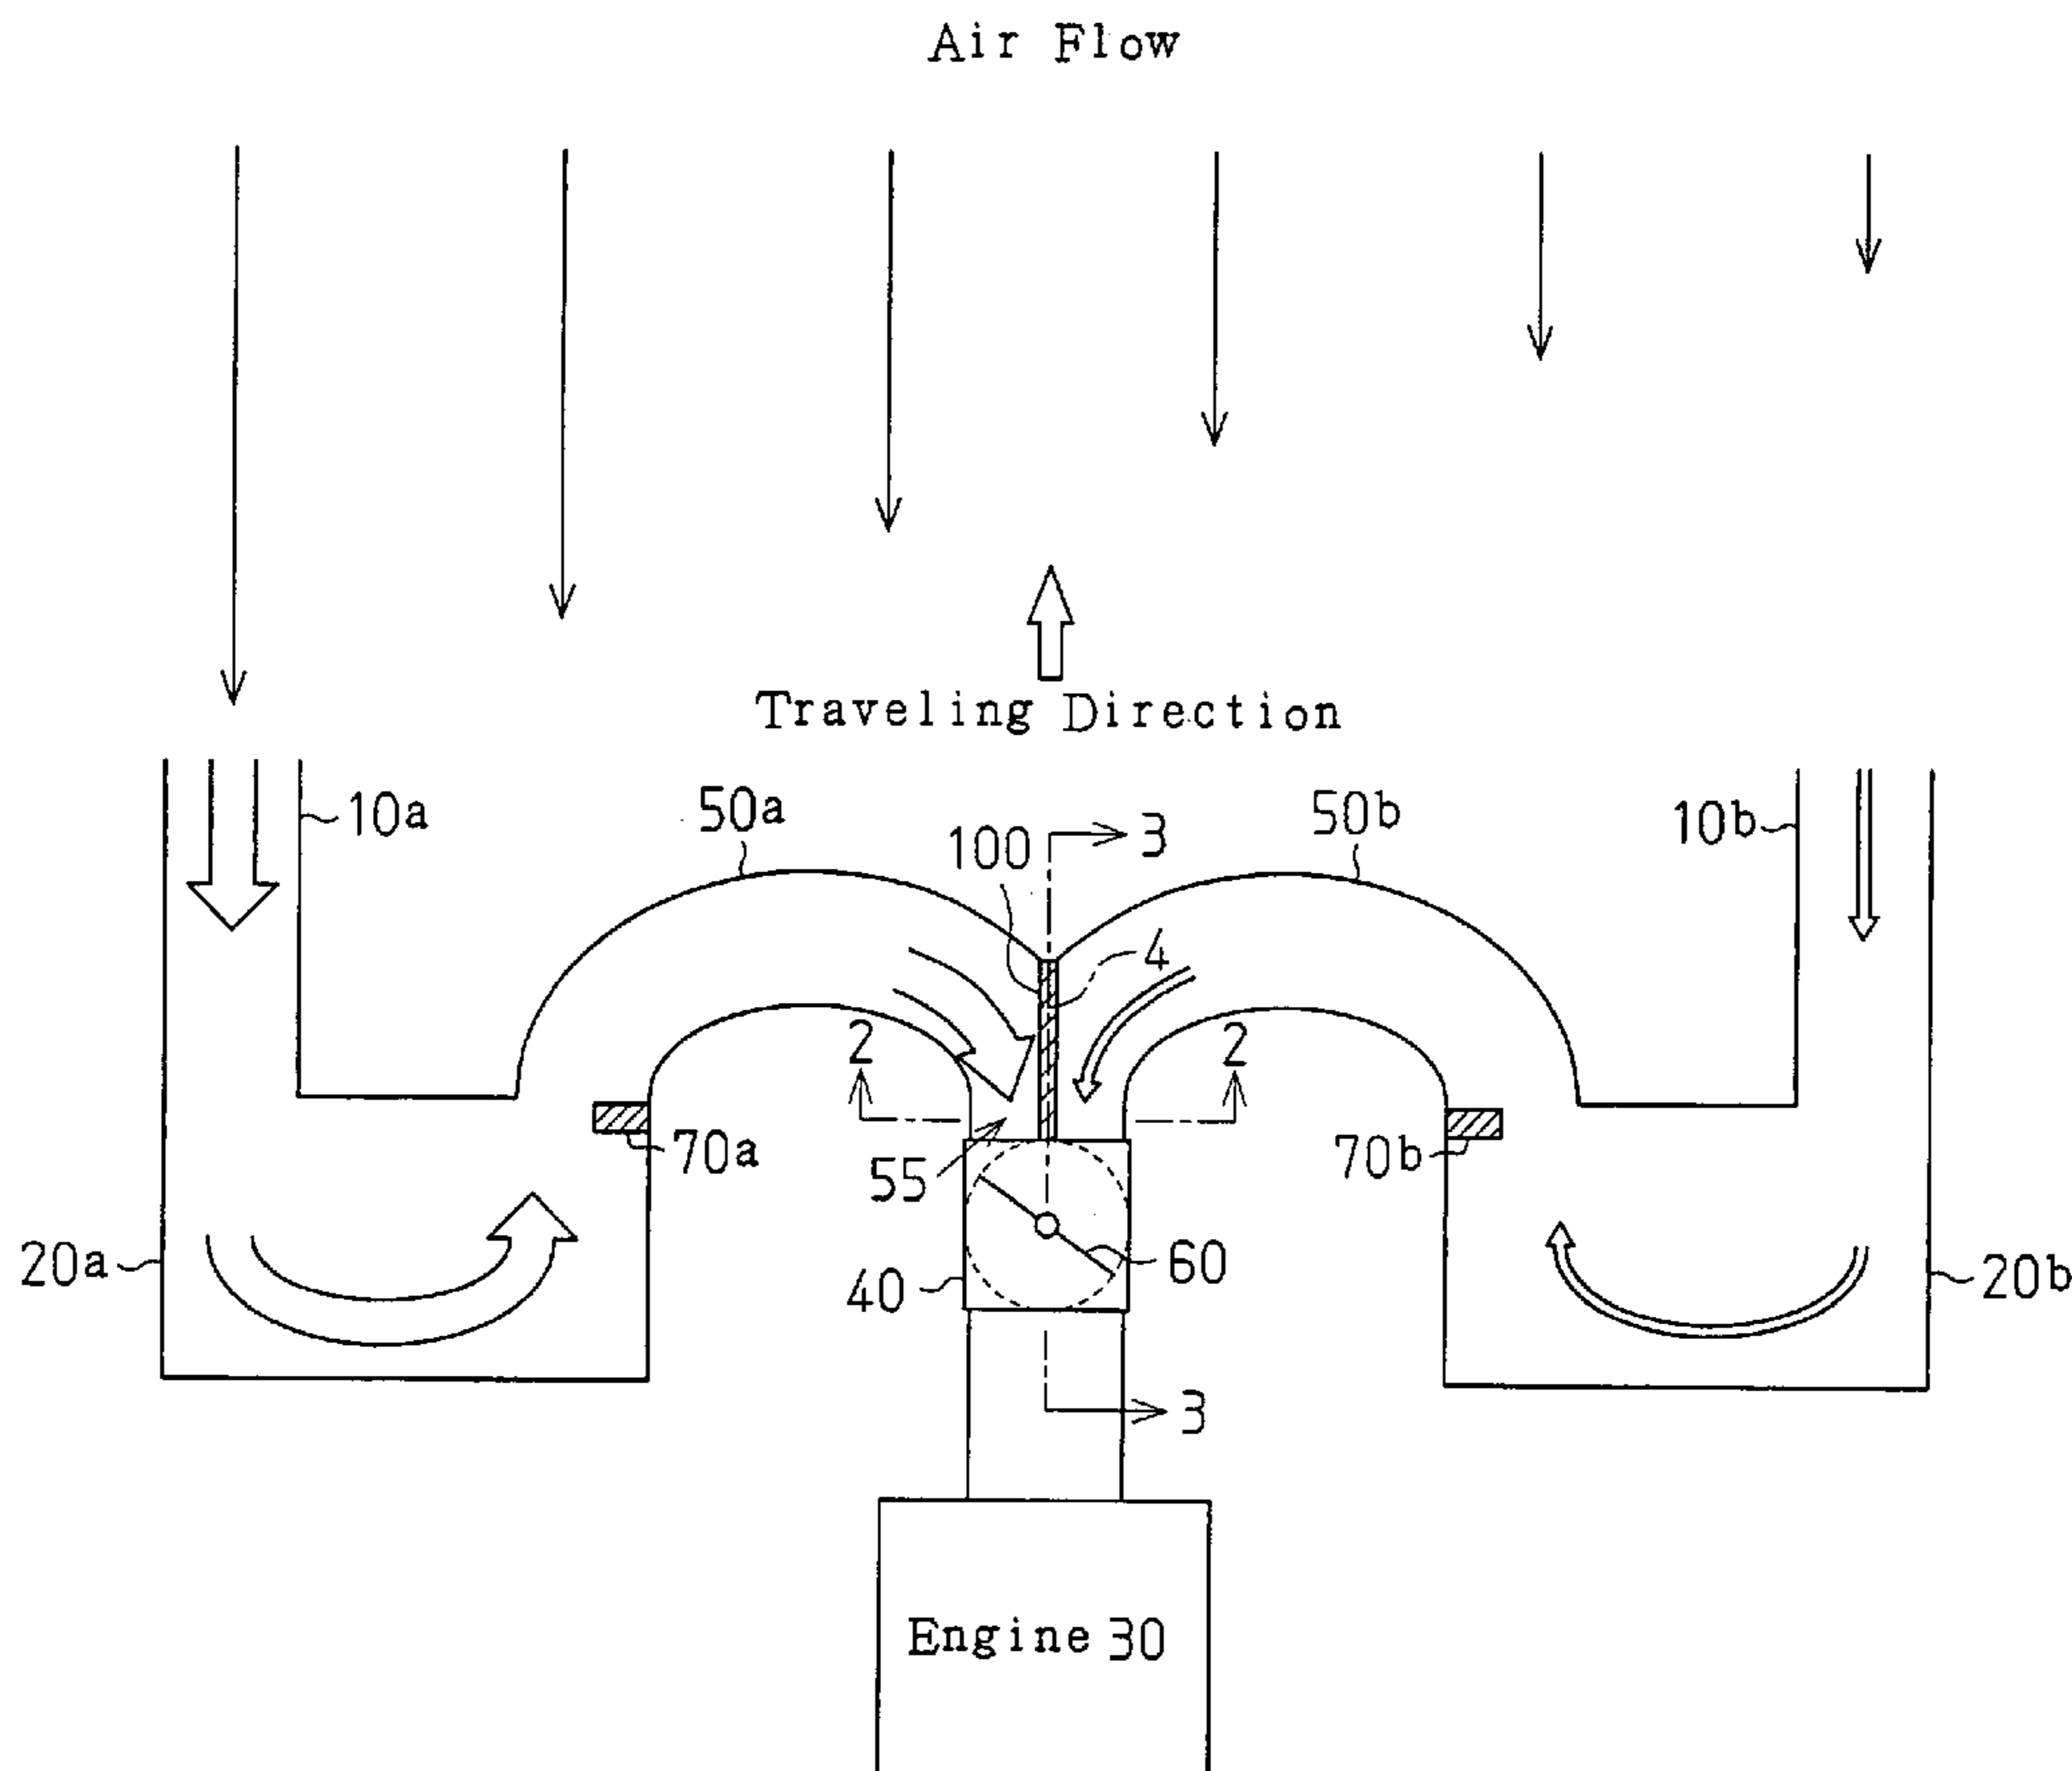 Air Flow
Traveling Direction
10a
50a
100
3
50b
10b
4
2
2
70a
55
70b
20a
40
60
20b
3
Engine 30